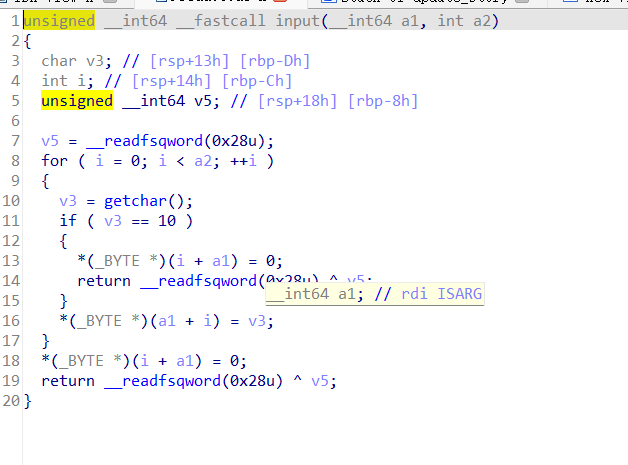 1 unsigned __int64 __fastcall input(__int64 a1, int a2)
2 {
3 char v3; // [rsp+13h] [rbp-Dh]
4 int i; // [rsp+14h] [rbp-Ch]
5 unsigned __int64 v5; // [rsp+18h] [rbp-8h]
6
7 v5 = __readfsqword(0x28u);
8 for ( i = 0; i < a2; ++i )
9 {
10 v3 = getchar();
11 if ( v3 == 10 )
12 {
13 *(_BYTE *)(i + a1) = 0;
14 return __readfsqword(0x28u) ^ v5;
__int64 a1; // rdi ISARG
15 }
16 *(_BYTE *)(a1 + i) = v3;
17 }
18 *(_BYTE *)(i + a1) = 0;
19 return __readfsqword(0x28u) ^ v5;
20 }